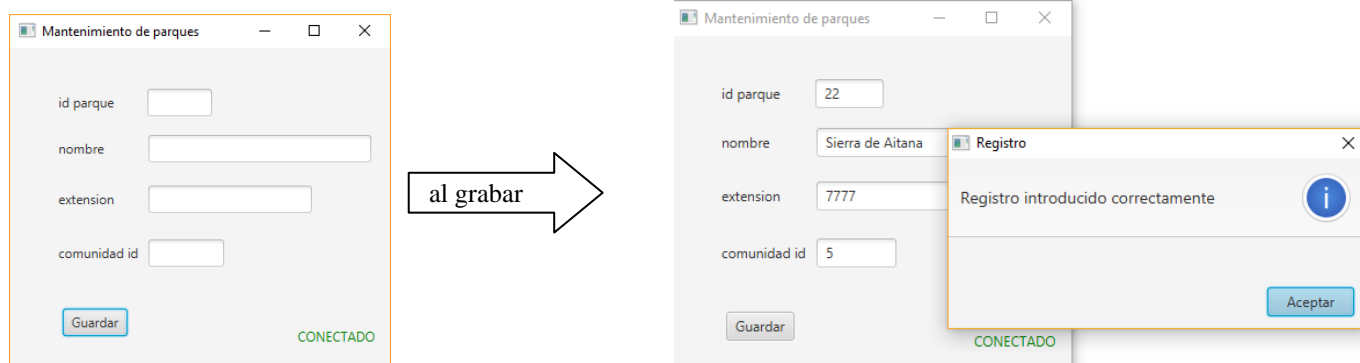 Mantenimiento de parques
id parque
nombre
extension
comunidad id
Guardar
CONECTADO
al grabar
Mantenimiento de parques
id parque 22
nombre Sierra de Aitana
extension 7777
comunidad id 5
Guardar
CONECTADO
Registro
Registro introducido correctamente
i
Aceptar